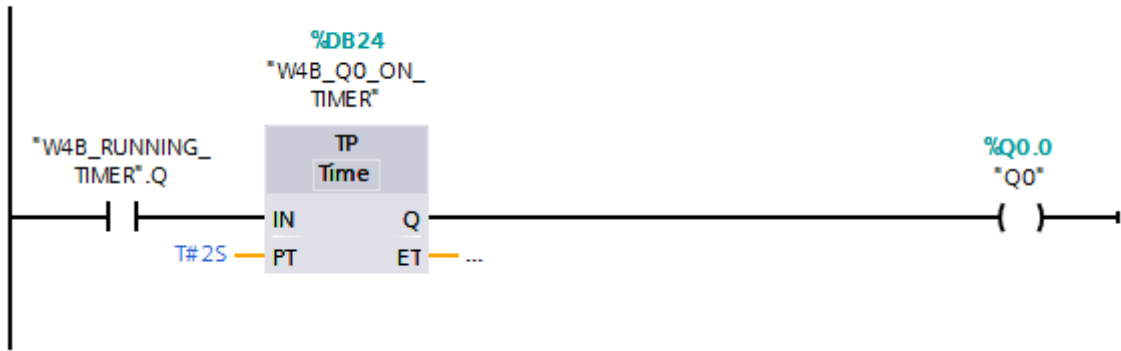 %DB24
"W4B_Q0_ON_
TIMER"
"W4B_RUNNING_
TIMER".Q
TP
Time
%Q0.0
"Q0"
IN Q
T#2S PT ET ...